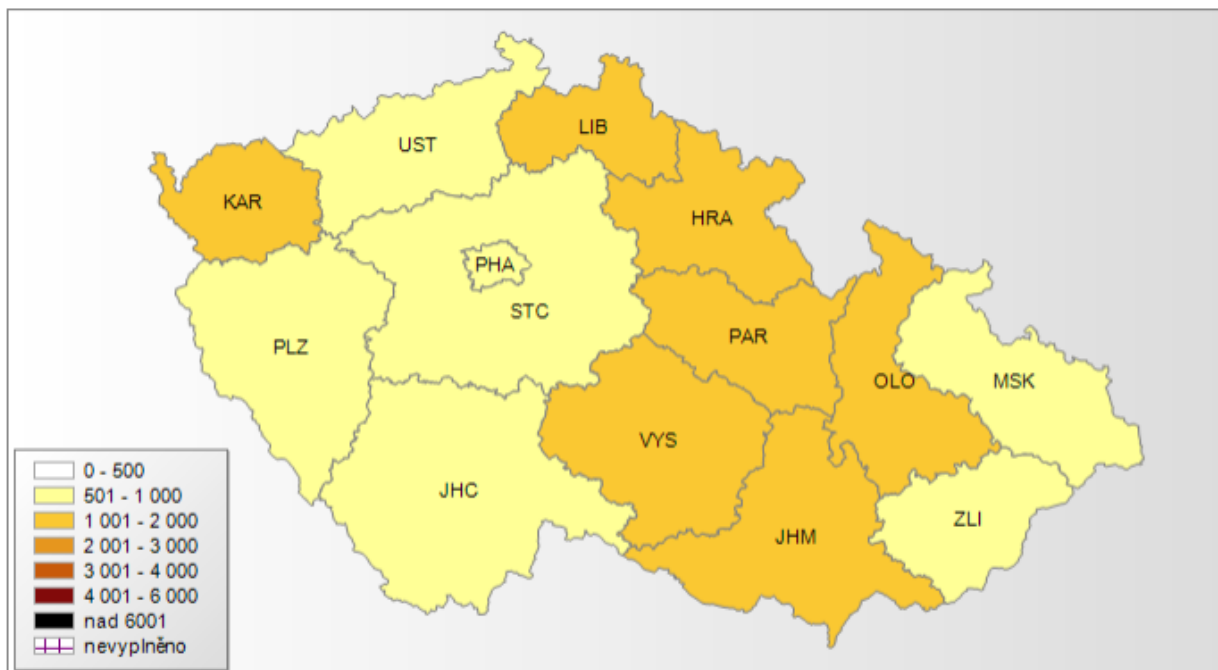 LIB
UST
KAR
HRA
PHA
STC
PAR
PLZ
OLO
MSK
VYS
JHC
ZLI
JHM
0 - 500
501 - 1 000
1 001 - 2 000
2 001 - 3 000
3 001 - 4 000
4 001 - 6 000
nad 6001
nevyplněno